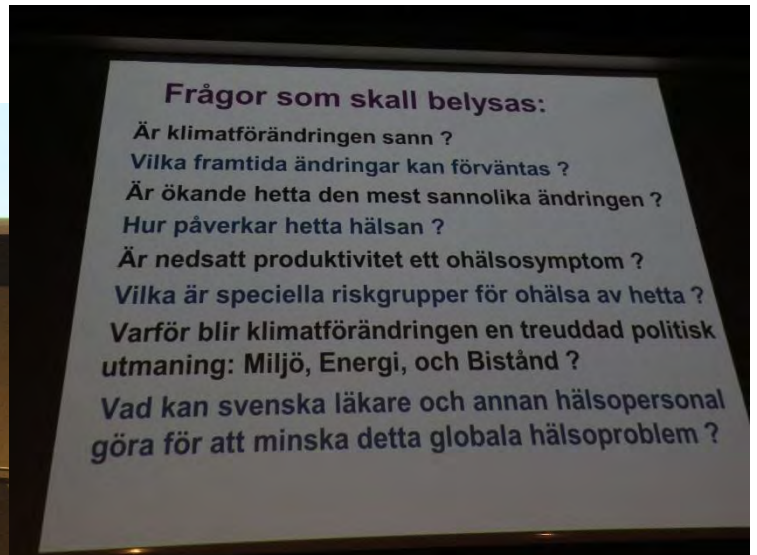 Frågor som skall belysas:
Är klimatförändringen sann ?
Vilka framtida ändringar kan förväntas ?
Är ökande hetta den mest sannolika ändringen ?
Hur påverkar hetta hälsan ?
Är nedsatt produktivitet ett ohälsosymptom ?
Vilka är speciella riskgrupper för ohälsa av hetta ?
Varför blir klimatförändringen en treuddad politisk
utmaning: Miljö, Energi, och Bistånd ?
Vad kan svenska läkare och annan hälsopersonal
göra för att minska detta globala hälsoproblem ?